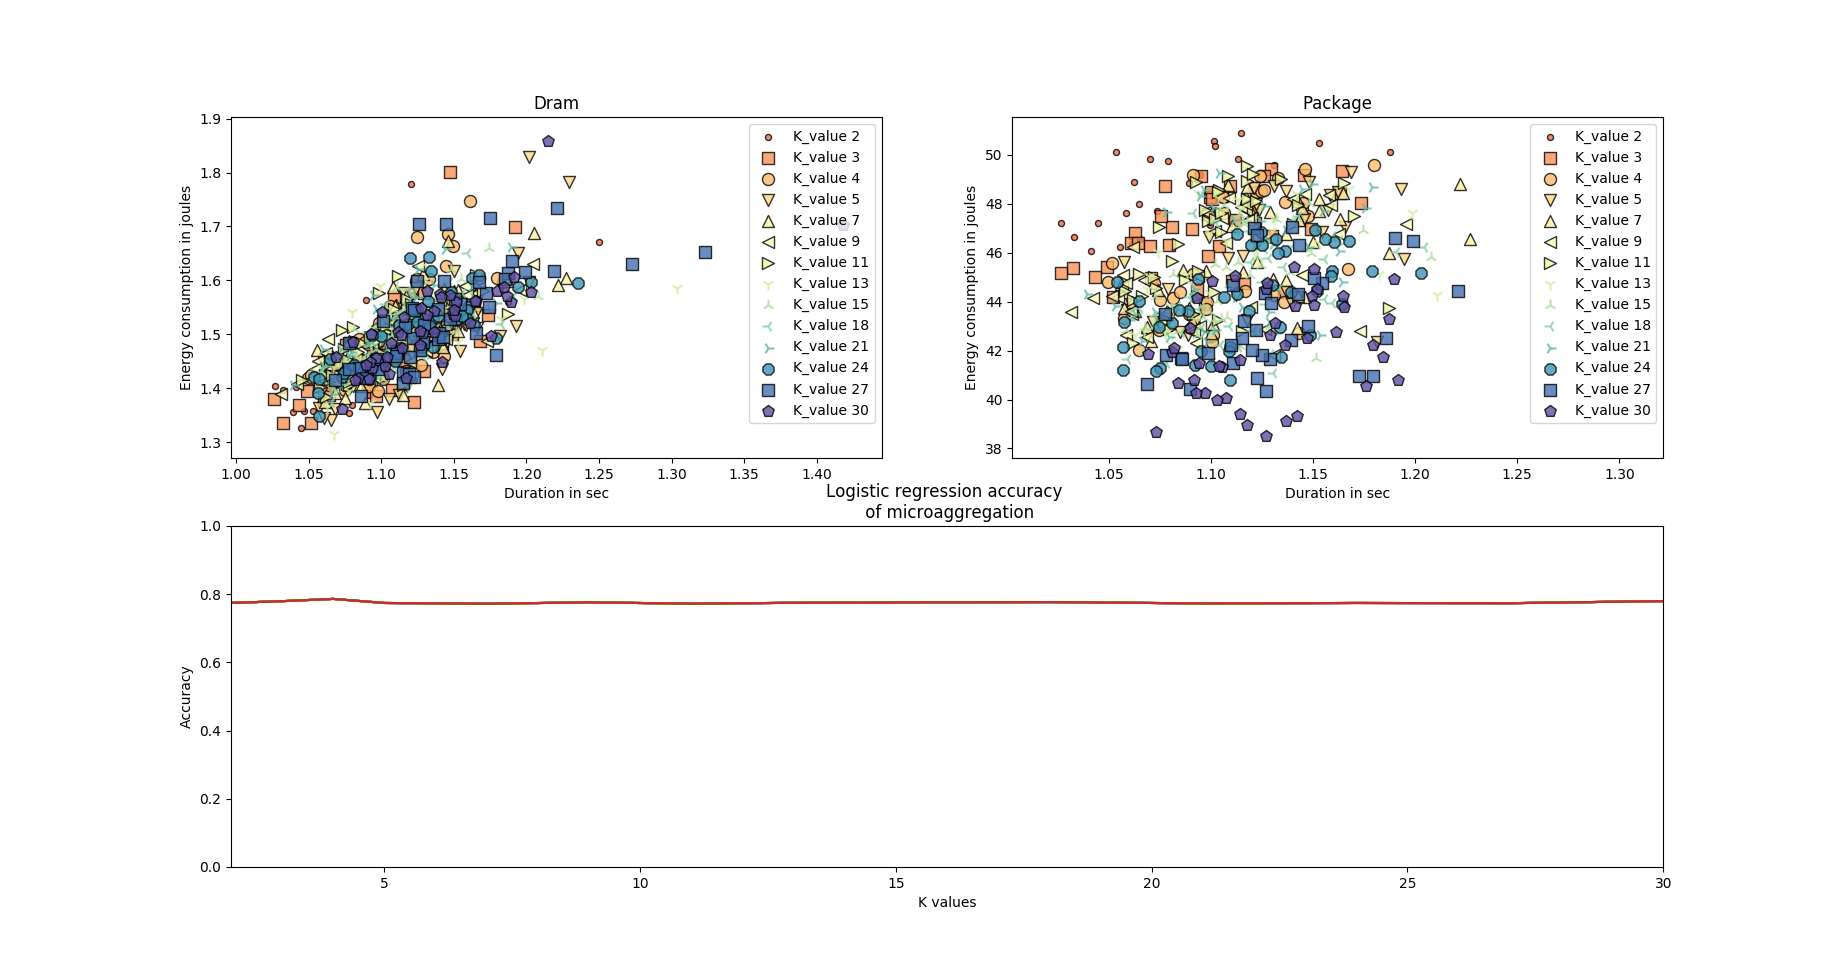 Dram
Energy consumption in joules
1.9
1.8
1.7
1.6
1.5
1.4
1.3
1.00
1.05
1.10
1.15
1.20
1.25
1.30
1.35
1.40
Duration in sec
K_value 2
K_value 3
K_value 4
K_value 5
K_value 7
K_value 9
K_value 11
K_value 13
K_value 15
K_value 18
K_value 21
K_value 24
K_value 27
K_value 30
Package
Energy consumption in joules
50
48
46
44
42
40
38
1.05
1.10
1.15
1.20
1.25
1.30
Duration in sec
K_value 2
K_value 3
K_value 4
K_value 5
K_value 7
K_value 9
K_value 11
K_value 13
K_value 15
K_value 18
K_value 21
K_value 24
K_value 27
K_value 30
Logistic regression accuracy
of microaggregation
Accuracy
1.0
0.8
0.6
0.4
0.2
0.0
5
10
15
20
25
30
K values